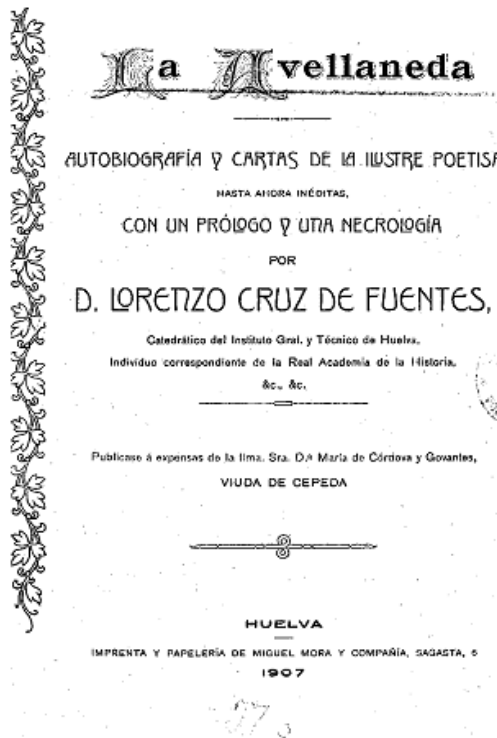 La Avellaneda
AUTOBIOGRAFÍA Y CARTAS DE LA ILUSTRE POETISA
HASTA AHORA INÉDITAS,
CON UN PRÓLOGO Y UNA NECROLOGÍA
POR
D. LORENZO CRUZ DE FUENTES,
Catedrático del Instituto Gral. y Técnico de Huelva,
Individuo correspondiente de la Real Academia de la Historia,
&c., &c.
Publícase á expensas de la Ilma. Sra. D.ª María de Córdova y Govantes,
VIUDA DE CEPEDA
HUELVA
IMPRENTA Y PAPELERÍA DE MIGUEL MORA Y COMPAÑÍA, SAGASTA, 6
1907
3